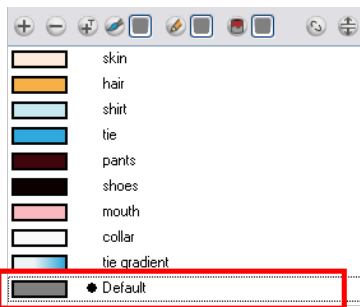 skin
hair
shirt
tie
pants
shoes
mouth
collar
tie gradient
Default